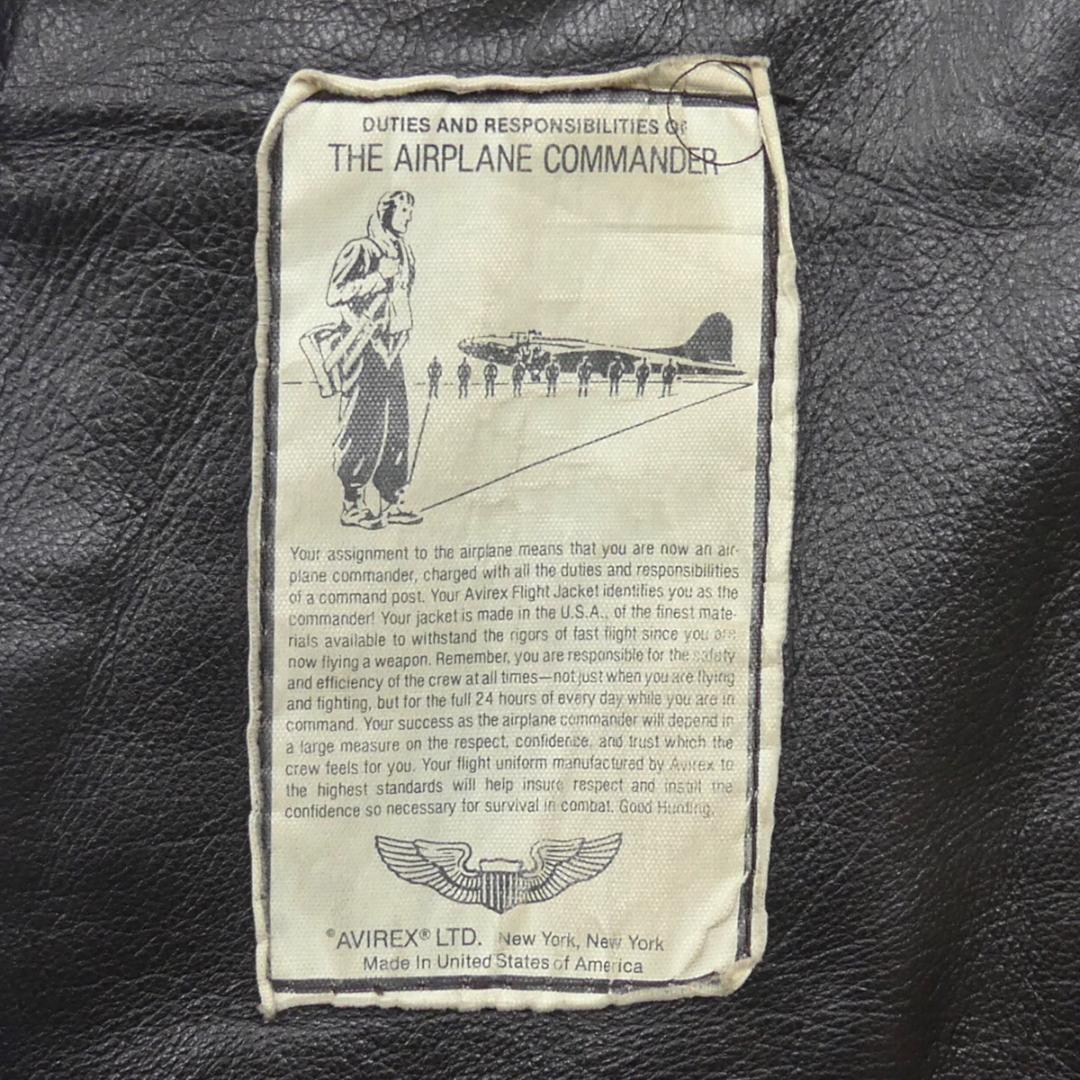 DUTIES AND RESPONSIBILITIES OF
THE AIRPLANE COMMANDER
Your assignment to the airplane means that you are now an air-
plane commander, charged with all the duties and responsibilities
of a command post. Your Avirex Flight Jacket identifies you as the
commander! Your jacket is made in the U.S.A., of the finest mate-
rials available to withstand the rigors of fast flight since you are
now flying a weapon. Remember, you are responsible for the safety
and efficiency of the crew at all times—not just when you are flying
and fighting, but for the full 24 hours of every day while you are in
command. Your success as the airplane commander will depend in
a large measure on the respect, confidence, and trust which the
crew feels for you. Your flight uniform manufactured by Avirex to
the highest standards will help insure respect and instill the
confidence so necessary for survival in combat. Good Hunting.
®AVIREX® LTD. New York, New York
Made In United States of America